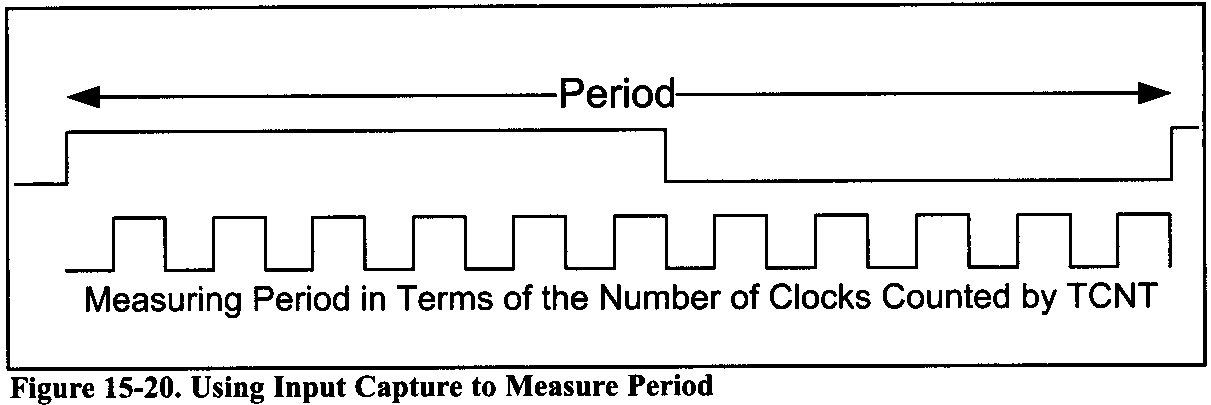 Period
Measuring Period in Terms of the Number of Clocks Counted by TCNT
Figure 15-20. Using Input Capture to Measure Period